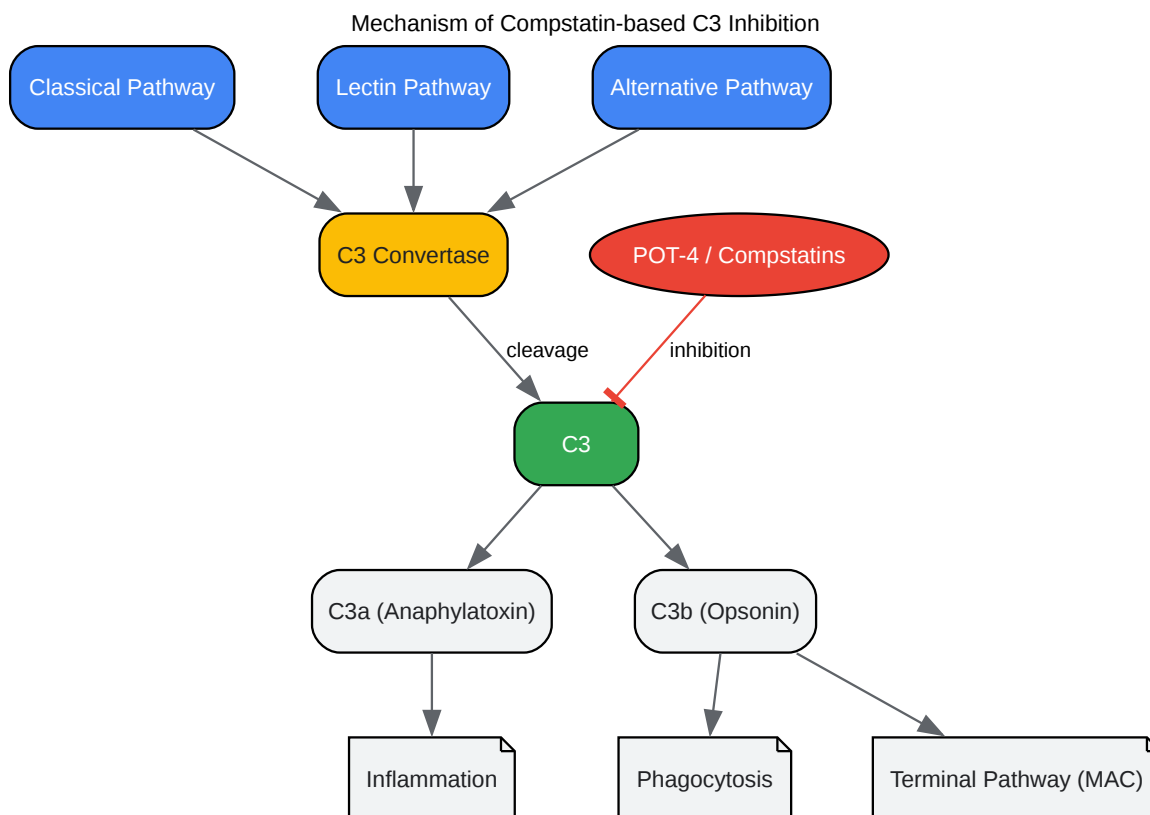 Mechanism of Compstatin-based C3 Inhibition
Classical Pathway
Lectin Pathway
Alternative Pathway
C3 Convertase
POT-4 / Compstatins
cleavage
inhibition
C3
C3a (Anaphylatoxin)
C3b (Opsonin)
Inflammation
Phagocytosis
Terminal Pathway (MAC)